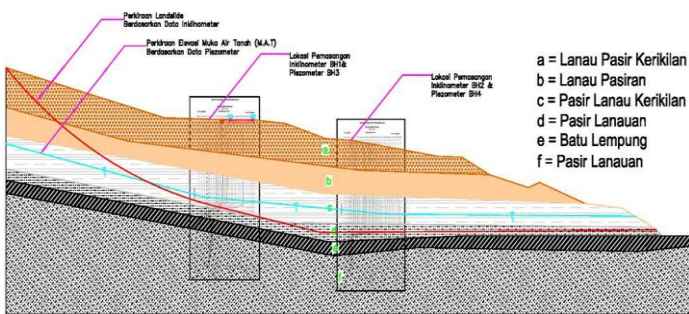 Perkiraan Landslide
Berdasarkan Data Inklinometer
Perkiraan Elevasi Muka Air Tanah (M.A.T)
Berdasarkan Data Piezometer
Lokasi Pemasangan
Inklinometer BH1&
Piezometer BH3
Lokasi Pemasangan
Inklinometer BH2 &
Piezometer BH4
a = Lanau Pasir Kerikilan
b = Lanau Pasiran
c = Pasir Lanau Kerikilan
d = Pasir Lanauan
e = Batu Lempung
f = Pasir Lanauan
a
b
c